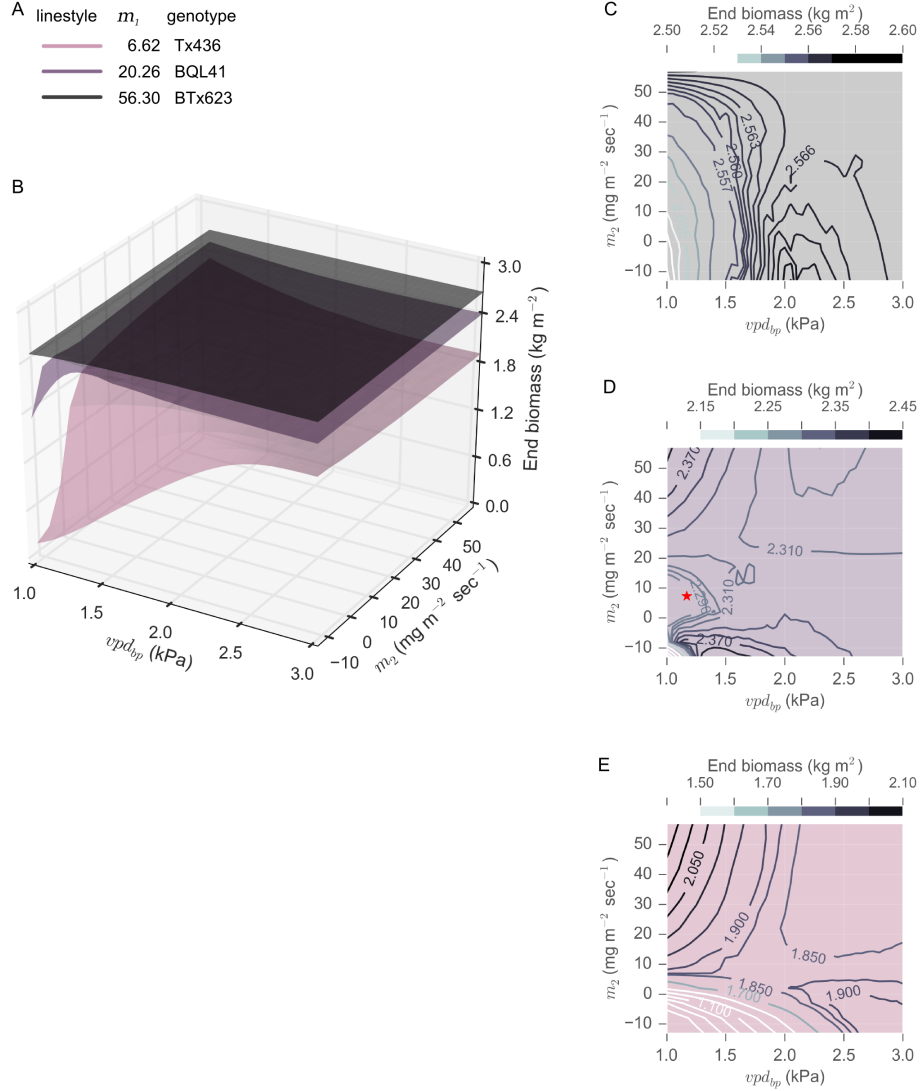 A
linestyle m₁ genotype
6.62 Tx436
20.26 BQL41
56.30 BTx623
B
3.0
2.4
1.8
1.2
0.6
0.0
End biomass (kg m⁻²)
50
40
30
20
10
0
−10
m₂ (mg m⁻² sec⁻¹)
1.0
1.5
2.0
2.5
3.0
vpd_bp (kPa)
C
End biomass (kg m²)
2.50 2.52 2.54 2.56 2.58 2.60
50
40
30
20
10
0
−10
m₂ (mg m⁻² sec⁻¹)
2.563
2.560
2.557
2.566
1.0 1.5 2.0 2.5 3.0
vpd_bp (kPa)
D
End biomass (kg m²)
2.15 2.25 2.35 2.45
50
40
30
20
10
0
−10
m₂ (mg m⁻² sec⁻¹)
2.370
2.310
2.310
2.370
1.0 1.5 2.0 2.5 3.0
vpd_bp (kPa)
E
End biomass (kg m²)
1.50 1.70 1.90 2.10
50
40
30
20
10
0
−10
m₂ (mg m⁻² sec⁻¹)
2.050
1.900
1.850
1.850
1.700
1.900
1.100
1.0 1.5 2.0 2.5 3.0
vpd_bp (kPa)